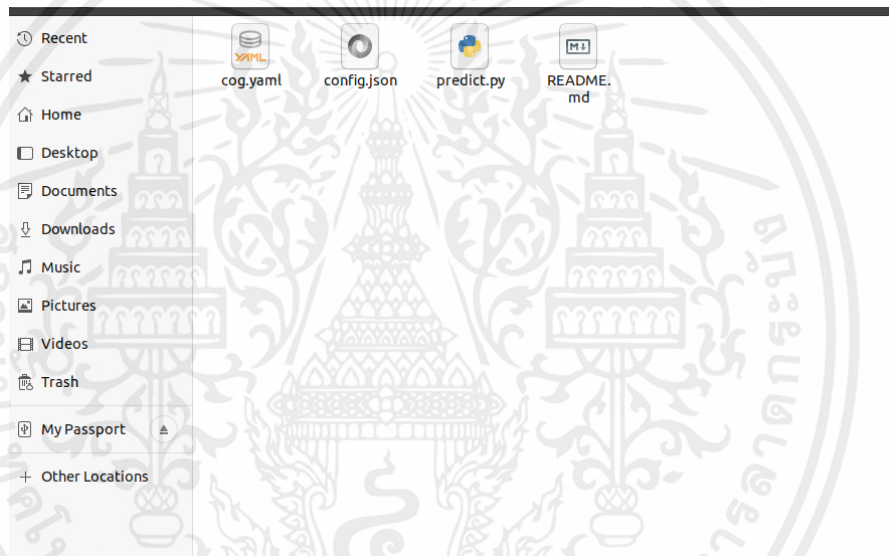 Recent
Starred
Home
Desktop
Documents
Downloads
Music
Pictures
Videos
Trash
My Passport
Other Locations
YAML
cog.yaml
config.json
predict.py
M↓
README.
md